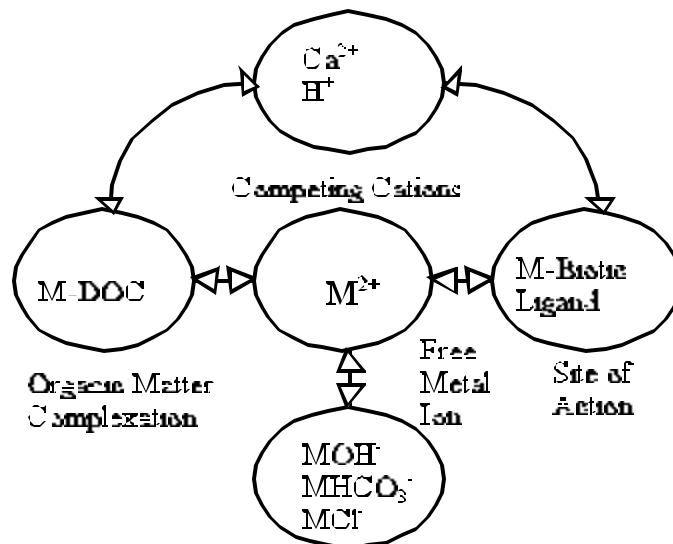 Ca²⁺
H⁺
Competing Cations
M-DOC
M²⁺
M-Biotic
Ligand
Organic Matter
Complexation
Free
Metal
Ion
Site of
Action
MOH⁻
MHCO₃⁻
MCl⁻